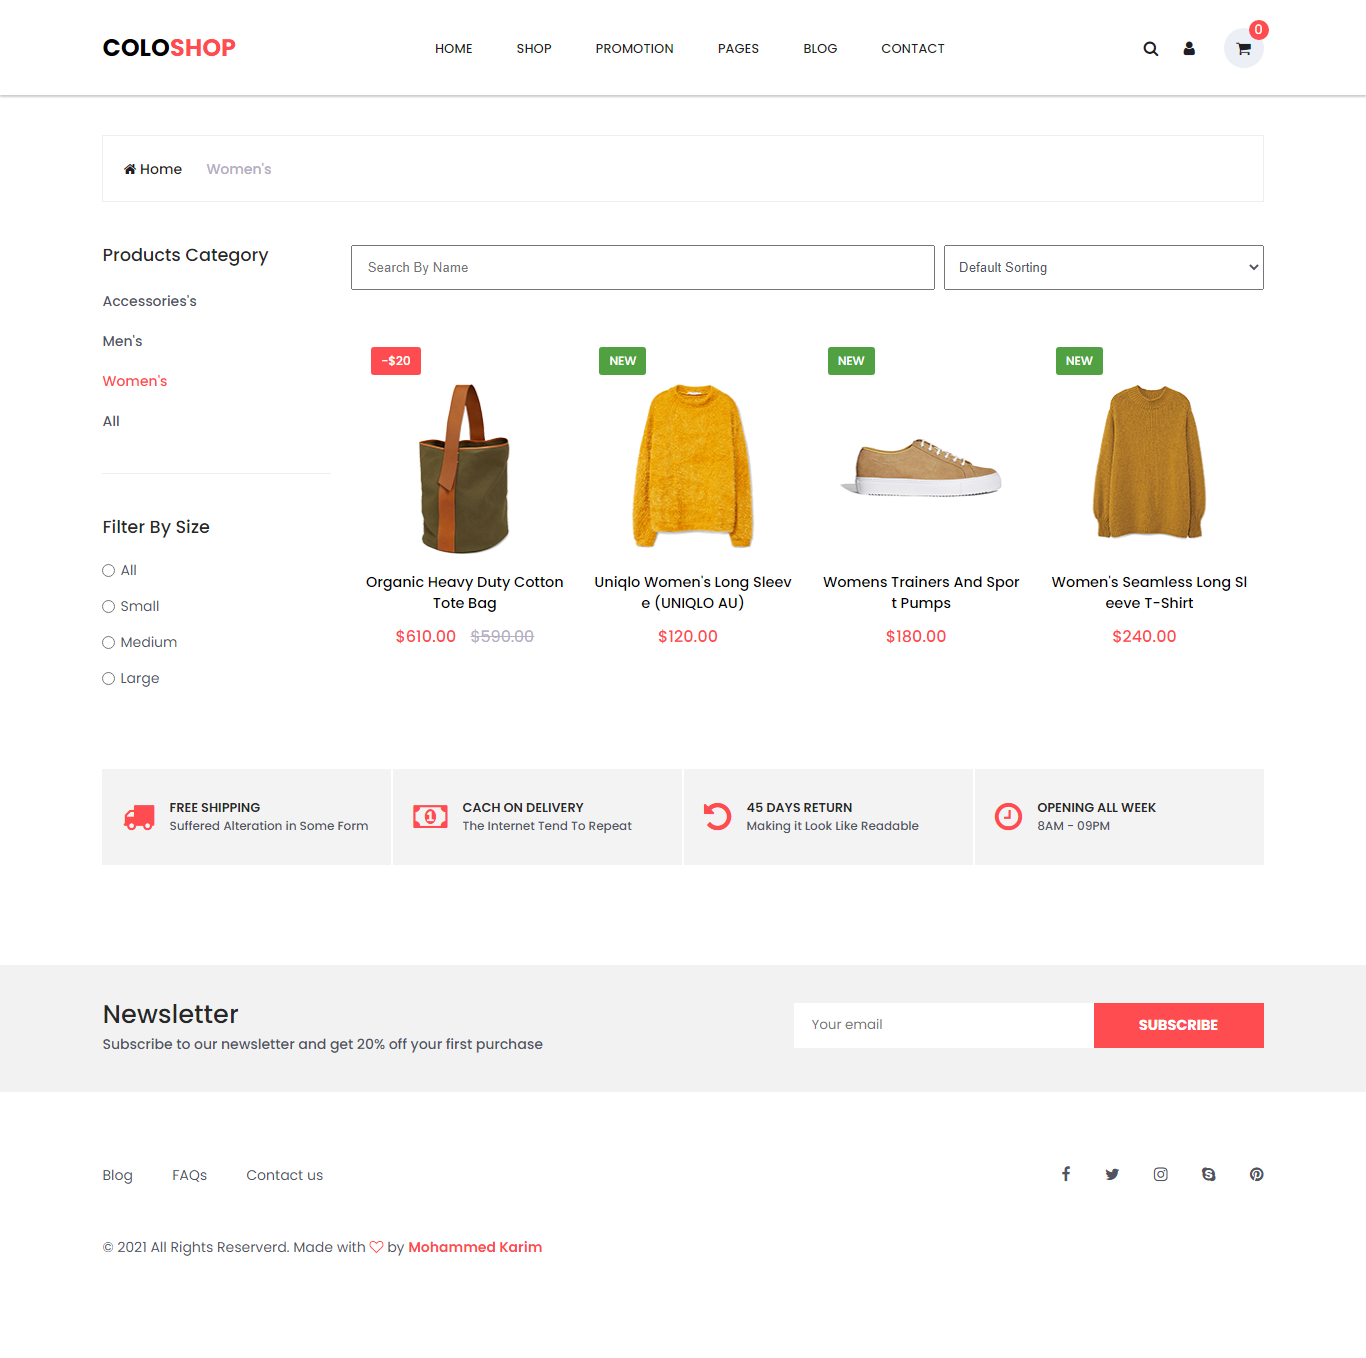 COLOSHOP
HOME
SHOP
PROMOTION
PAGES
BLOG
CONTACT
0
Home
Women's
Products Category
Accessories's
Men's
Women's
All
Filter By Size
All
Small
Medium
Large
Search By Name
Default Sorting
-$20
Organic Heavy Duty Cotton
Tote Bag
$610.00 $590.00
NEW
Uniqlo Women's Long Sleev
e (UNIQLO AU)
$120.00
NEW
Womens Trainers And Spor
t Pumps
$180.00
NEW
Women's Seamless Long Sl
eeve T-Shirt
$240.00
FREE SHIPPING
Suffered Alteration in Some Form
CACH ON DELIVERY
The Internet Tend To Repeat
45 DAYS RETURN
Making it Look Like Readable
OPENING ALL WEEK
8AM - 09PM
Newsletter
Subscribe to our newsletter and get 20% off your first purchase
Your email
SUBSCRIBE
Blog
FAQs
Contact us
© 2021 All Rights Reserverd. Made with ♡ by Mohammed Karim